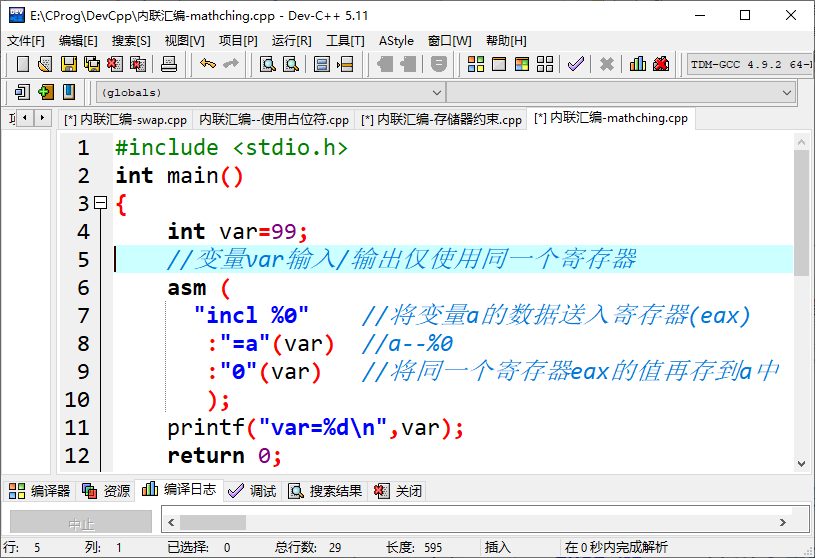 E:\CProg\DevCpp\内联汇编-mathching.cpp - Dev-C++ 5.11
文件[F] 编辑[E] 搜索[S] 视图[V] 项目[P] 运行[R] 工具[T] AStyle 窗口[W] 帮助[H]
TDM-GCC 4.9.2 64-
(globals)
[*] 内联汇编-swap.cpp 内联汇编--使用占位符.cpp [*] 内联汇编-存储器约束.cpp [*] 内联汇编-mathching.cpp
1 #include <stdio.h>
2 int main()
3 {
4 int var=99;
5 //变量var输入/输出仅使用同一个寄存器
6 asm (
7 "incl %0" //将变量a的数据送入寄存器(eax)
8 :"=a"(var) //a--%0
9 :"0"(var) //将同一个寄存器eax的值再存到a中
10 );
11 printf("var=%d\n",var);
12 return 0;
编译器 资源 编译日志 调试 搜索结果 关闭
中止
行: 5 列: 1 已选择: 0 总行数: 29 长度: 595 插入 在 0 秒内完成解析